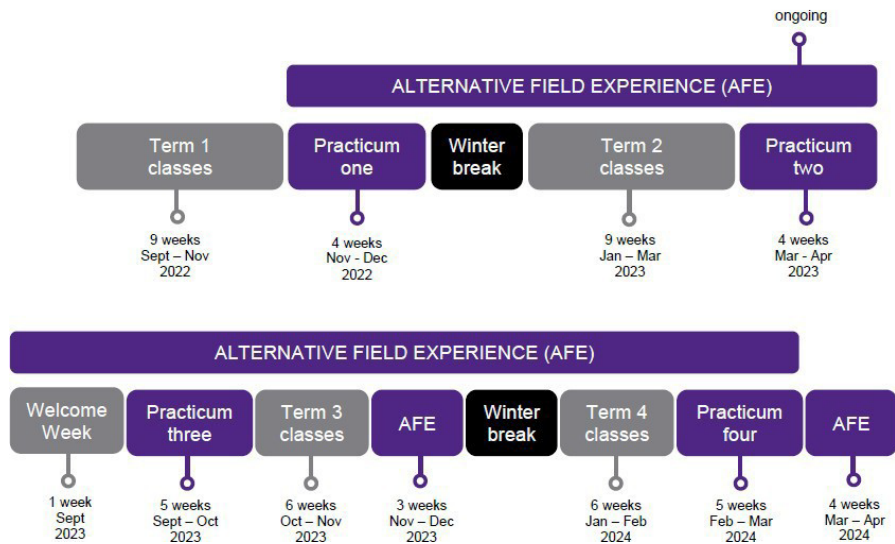 ongoing
ALTERNATIVE FIELD EXPERIENCE (AFE)
Term 1
classes
Practicum
one
Winter
break
Term 2
classes
Practicum
two
9 weeks
Sept – Nov
2022
4 weeks
Nov - Dec
2022
9 weeks
Jan – Mar
2023
4 weeks
Mar - Apr
2023
ALTERNATIVE FIELD EXPERIENCE (AFE)
Welcome
Week
Practicum
three
Term 3
classes
AFE
Winter
break
Term 4
classes
Practicum
four
AFE
1 week
Sept
2023
5 weeks
Sept – Oct
2023
6 weeks
Oct – Nov
2023
3 weeks
Nov – Dec
2023
6 weeks
Jan – Feb
2024
5 weeks
Feb – Mar
2024
4 weeks
Mar – Apr
2024